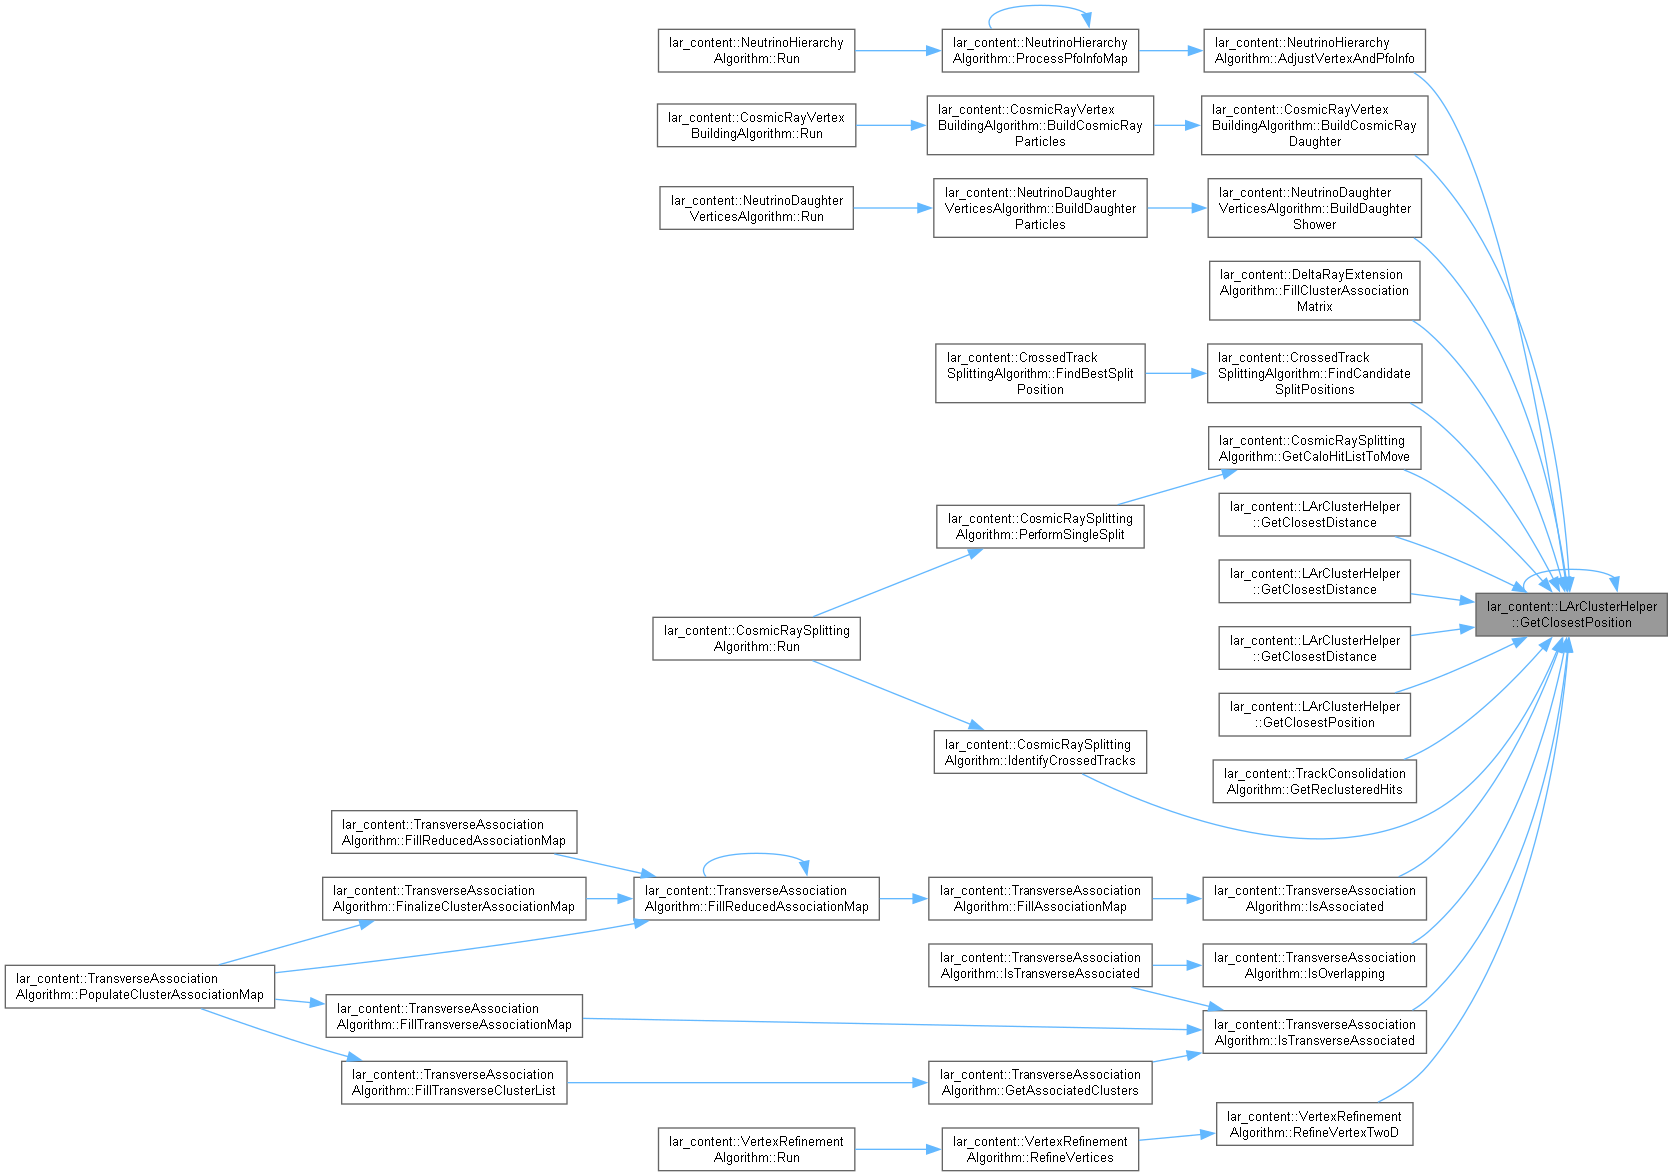 lar_content::NeutrinoHierarchy
Algorithm::Run
lar_content::NeutrinoHierarchy
Algorithm::ProcessPfoInfoMap
lar_content::NeutrinoHierarchy
Algorithm::AdjustVertexAndPfoInfo
lar_content::CosmicRayVertex
BuildingAlgorithm::Run
lar_content::CosmicRayVertex
BuildingAlgorithm::BuildCosmicRay
Particles
lar_content::CosmicRayVertex
BuildingAlgorithm::BuildCosmicRay
Daughter
lar_content::NeutrinoDaughter
VerticesAlgorithm::Run
lar_content::NeutrinoDaughter
VerticesAlgorithm::BuildDaughter
Particles
lar_content::NeutrinoDaughter
VerticesAlgorithm::BuildDaughter
Shower
lar_content::DeltaRayExtension
Algorithm::FillClusterAssociation
Matrix
lar_content::CrossedTrack
SplittingAlgorithm::FindBestSplit
Position
lar_content::CrossedTrack
SplittingAlgorithm::FindCandidate
SplitPositions
lar_content::CosmicRaySplitting
Algorithm::GetCaloHitListToMove
lar_content::CosmicRaySplitting
Algorithm::PerformSingleSplit
lar_content::LArClusterHelper
::GetClosestDistance
lar_content::LArClusterHelper
::GetClosestDistance
lar_content::LArClusterHelper
::GetClosestPosition
lar_content::CosmicRaySplitting
Algorithm::Run
lar_content::LArClusterHelper
::GetClosestDistance
lar_content::LArClusterHelper
::GetClosestPosition
lar_content::CosmicRaySplitting
Algorithm::IdentifyCrossedTracks
lar_content::TrackConsolidation
Algorithm::GetReclusteredHits
lar_content::TransverseAssociation
Algorithm::FillReducedAssociationMap
lar_content::TransverseAssociation
Algorithm::FinalizeClusterAssociationMap
lar_content::TransverseAssociation
Algorithm::FillReducedAssociationMap
lar_content::TransverseAssociation
Algorithm::FillAssociationMap
lar_content::TransverseAssociation
Algorithm::IsAssociated
lar_content::TransverseAssociation
Algorithm::PopulateClusterAssociationMap
lar_content::TransverseAssociation
Algorithm::IsTransverseAssociated
lar_content::TransverseAssociation
Algorithm::IsOverlapping
lar_content::TransverseAssociation
Algorithm::FillTransverseAssociationMap
lar_content::TransverseAssociation
Algorithm::IsTransverseAssociated
lar_content::TransverseAssociation
Algorithm::FillTransverseClusterList
lar_content::TransverseAssociation
Algorithm::GetAssociatedClusters
lar_content::VertexRefinement
Algorithm::RefineVertexTwoD
lar_content::VertexRefinement
Algorithm::Run
lar_content::VertexRefinement
Algorithm::RefineVertices